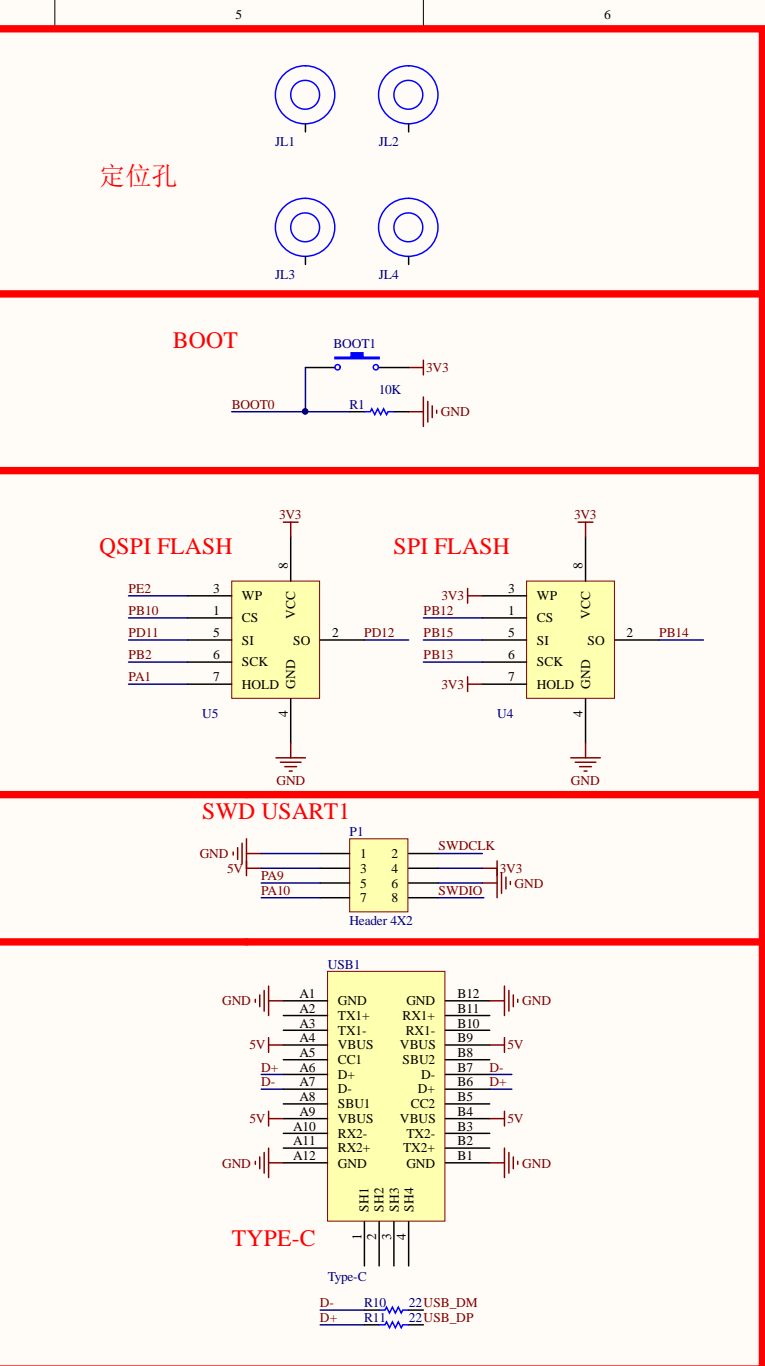 5 6
JL1 JL2
定位孔
JL3 JL4
BOOT
BOOT1
3V3
10K
BOOT0 R1 GND
3V3 3V3
QSPI FLASH SPI FLASH
8 8
PE2 3 WP VCC 3V3 3 WP VCC
PB10 1 CS PB12 1 CS
PD11 5 SI SO 2 PD12 PB15 5 SI SO 2 PB14
PB2 6 SCK PB13 6 SCK
PA1 7 HOLD GND 3V3 7 HOLD GND
U5 4 U4 4
GND GND
SWD USART1
P1
GND 1 2 SWDCLK
5V 3 4 3V3
PA9 5 6 GND
PA10 7 8 SWDIO
Header 4X2
USB1
GND A1 GND GND B12 GND
A2 TX1+ RX1+ B11
A3 TX1- RX1- B10
5V A4 VBUS VBUS B9 5V
A5 CC1 SBU2 B8
D+ A6 D+ D- B7 D-
D- A7 D- D+ B6 D+
A8 SBU1 CC2 B5
5V A9 VBUS VBUS B4 5V
A10 RX2- TX2- B3
A11 RX2+ TX2+ B2
GND A12 GND GND B1 GND
SH1 SH2 SH3 SH4
TYPE-C 1 2 3 4
Type-C
D- R10 22 USB_DM
D+ R11 22 USB_DP